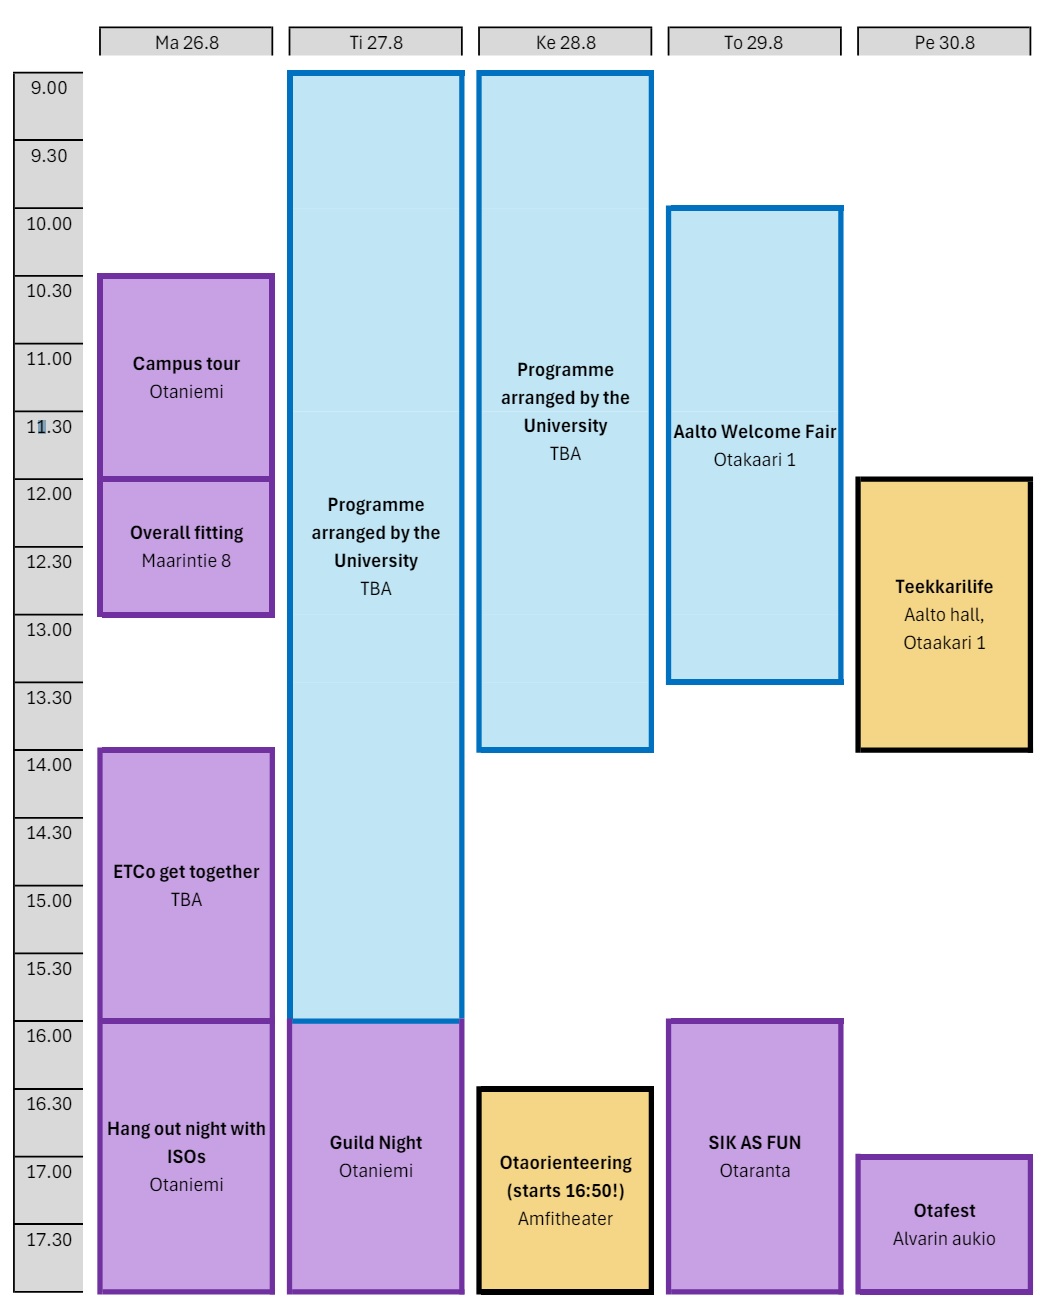 Ma 26.8
Ti 27.8
Ke 28.8
To 29.8
Pe 30.8
9.00
9.30
10.00
10.30
11.00
11.30
12.00
12.30
13.00
13.30
14.00
14.30
15.00
15.30
16.00
16.30
17.00
17.30
Campus tour
Otaniemi
Overall fitting
Maarintie 8
ETCo get together
TBA
Hang out night with
ISOs
Otaniemi
Programme
arranged by the
University
TBA
Guild Night
Otaniemi
Programme
arranged by the
University
TBA
Otaorienteering
(starts 16:50!)
Amfitheater
Aalto Welcome Fair
Otakaari 1
SIK AS FUN
Otaranta
Teekkarilife
Aalto hall,
Otaakari 1
Otafest
Alvarin aukio